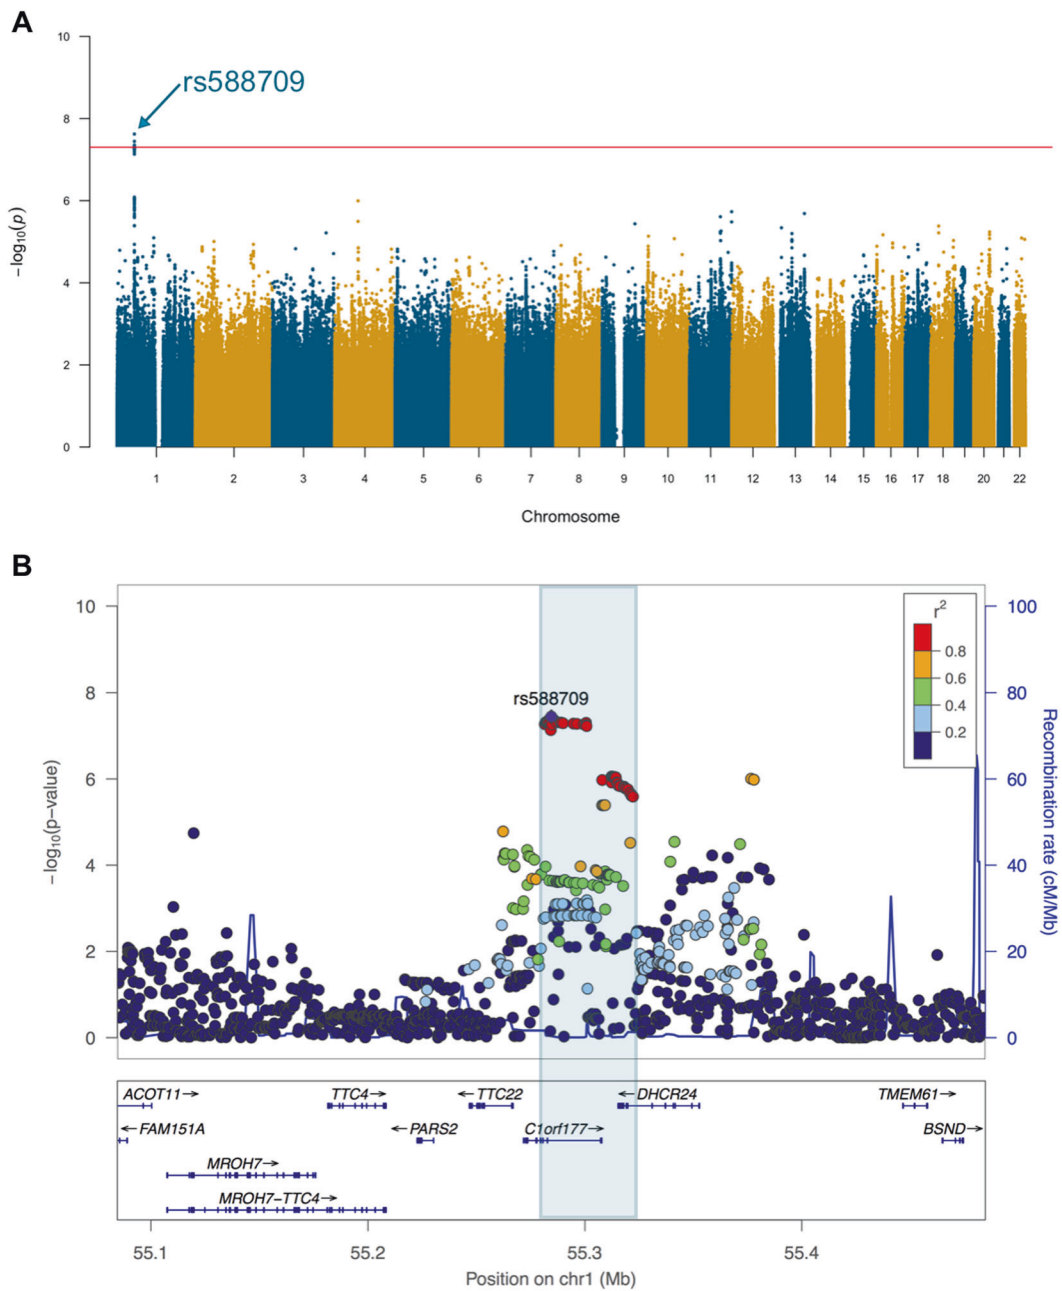 A
rs588709
10
8
6
4
2
0
−log10(p)
1 2 3 4 5 6 7 8 9 10 11 12 13 14 15 16 17 18 20 22
Chromosome
B
10
8
6
4
2
0
−log10(p−value)
rs588709
r2
0.8
0.6
0.4
0.2
100
80
60
40
20
0
Recombination rate (cM/Mb)
ACOT11→ TTC4→ ←TTC22 ←DHCR24 TMEM61→
←FAM151A ←PARS2 C1orf177→ BSND→
MROH7→
MROH7−TTC4→
55.1 55.2 55.3 55.4
Position on chr1 (Mb)